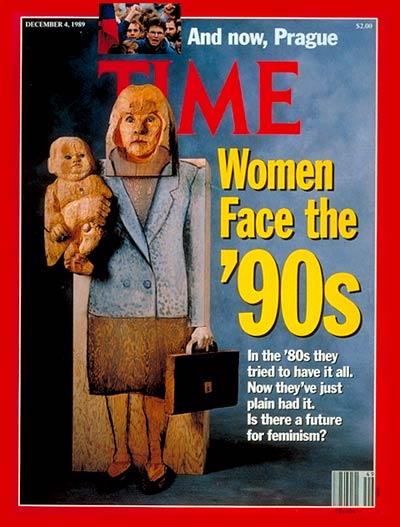 DECEMBER 4, 1989
And now, Prague
$2.00
TIME
Women
Face the
'90s
In the '80s they
tried to have it all.
Now they've just
plain had it.
Is there a future
for feminism?
49